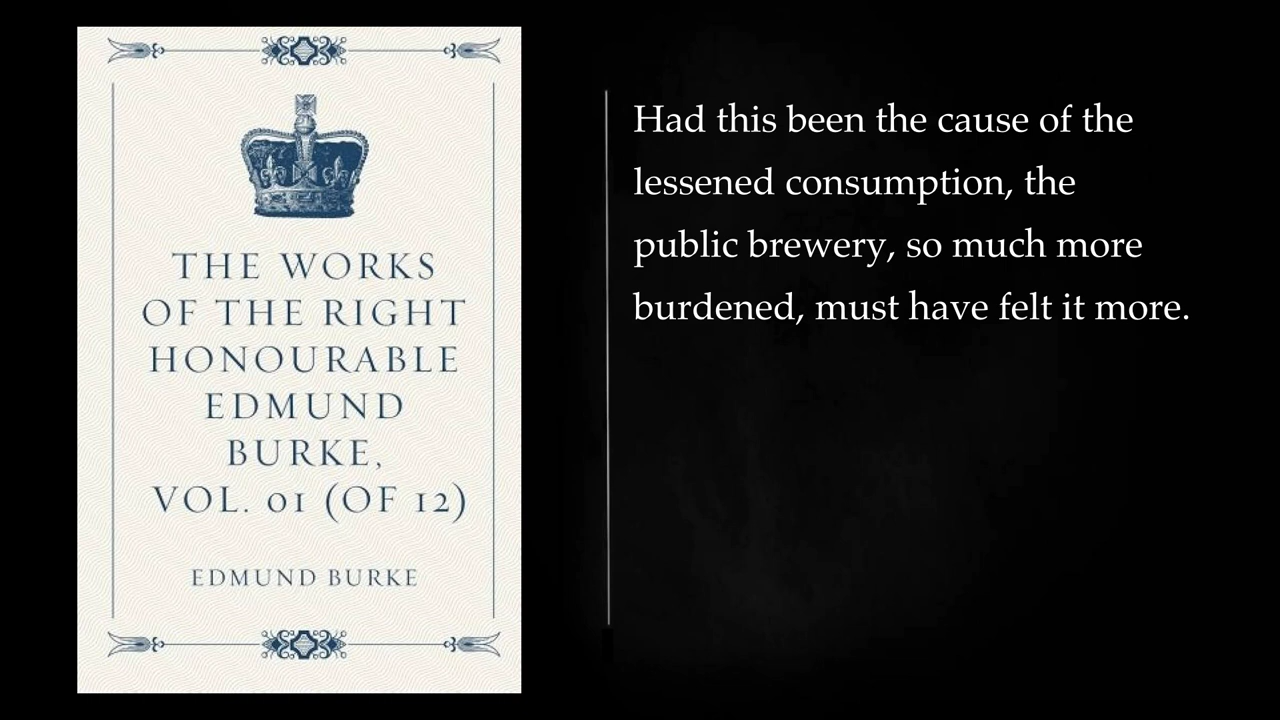 THE WORKS
OF THE RIGHT
HONOURABLE
EDMUND
BURKE,
VOL. 01 (OF 12)
EDMUND BURKE
Had this been the cause of the
lessened consumption, the
public brewery, so much more
burdened, must have felt it more.